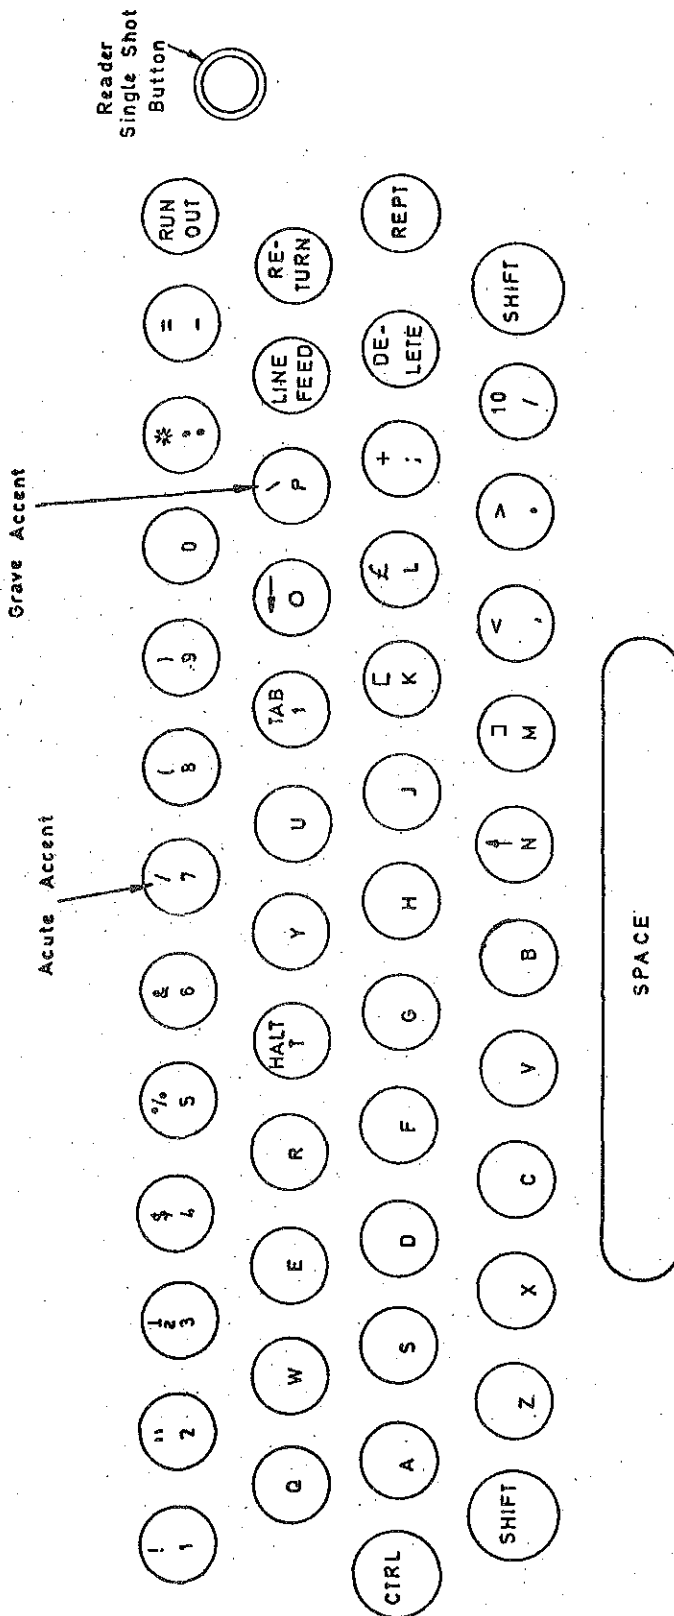 Reader
Single Shot
Button
Grave Accent
Acute Accent
! 1
" 2
½ 3
$ 4
% 5
& 6
/ 7
( 8
) 9
0
* :
= -
RUN OUT
Q
W
E
R
HALT T
Y
U
TAB I
← O
\ P
LINE FEED
RE-TURN
CTRL
A
S
D
F
G
H
J
[ K
£ L
+ ;
DE-LETE
REPT
SHIFT
Z
X
C
V
B
↑ N
] M
< ,
> .
10 /
SHIFT
SPACE